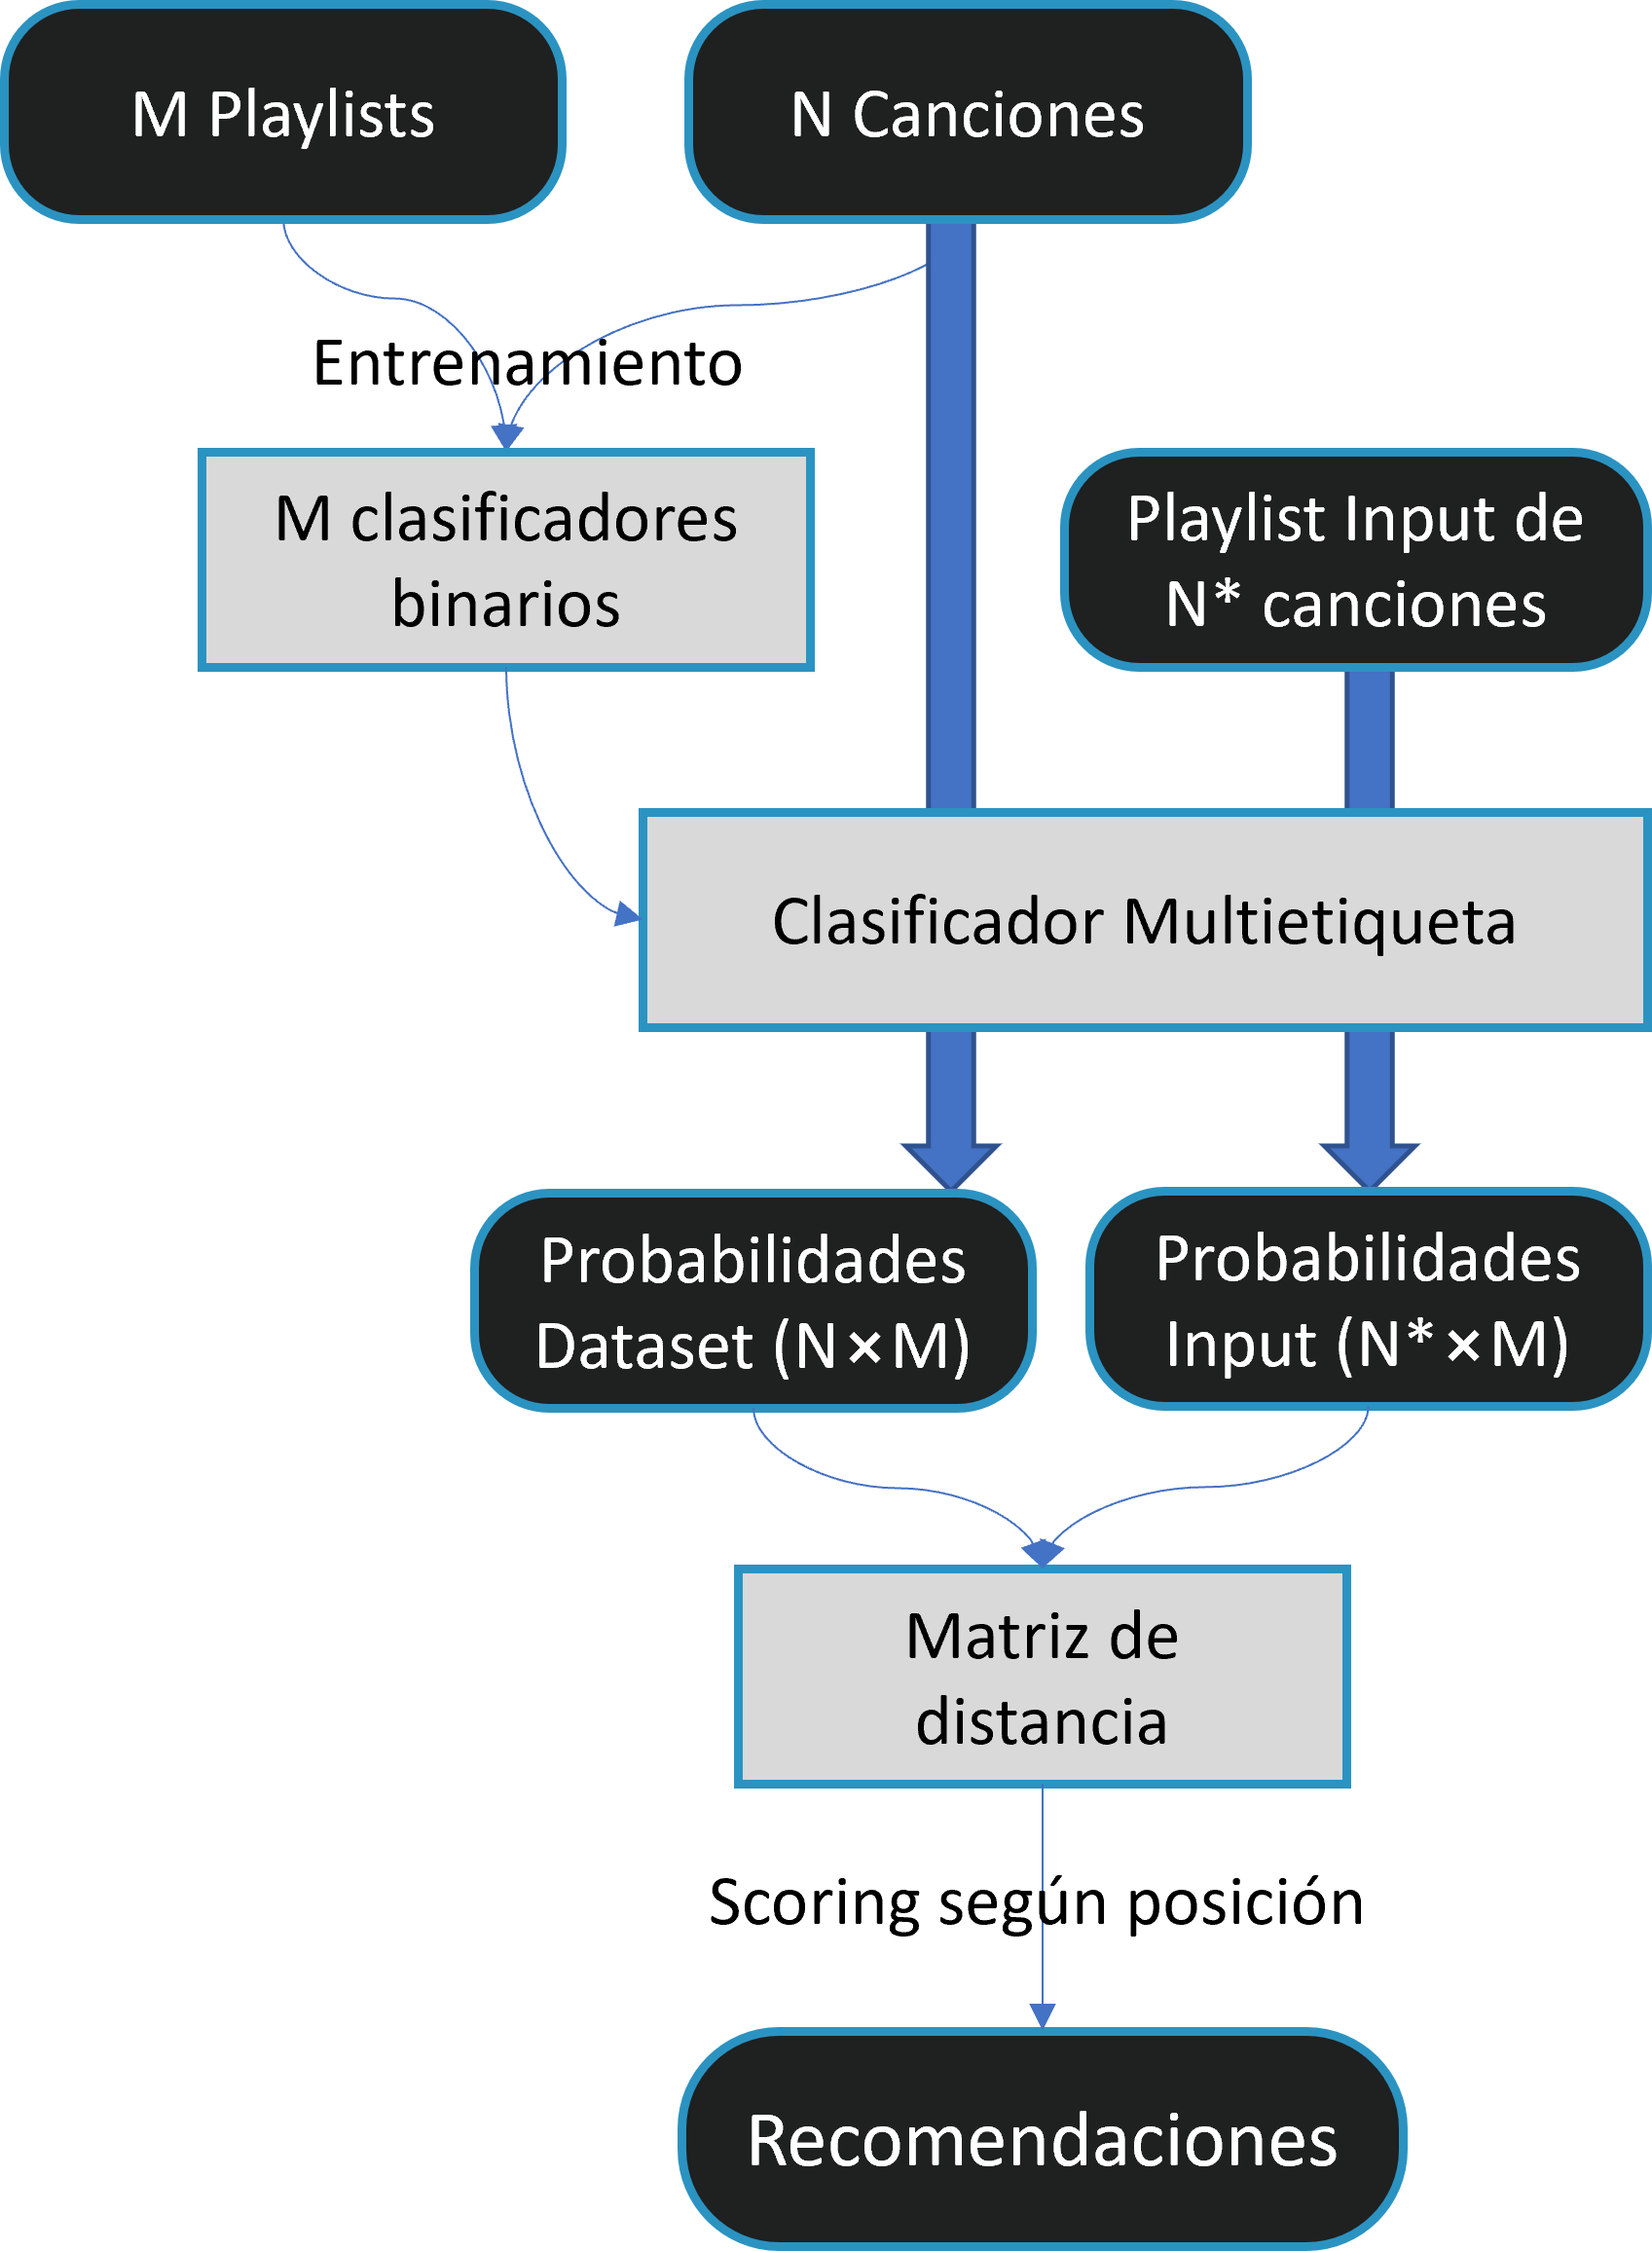 M Playlists
N Canciones
Entrenamiento
M clasificadores
binarios
Playlist Input de
N* canciones
Clasificador Multietiqueta
Probabilidades
Dataset (N×M)
Probabilidades
Input (N*×M)
Matriz de
distancia
Scoring según posición
Recomendaciones